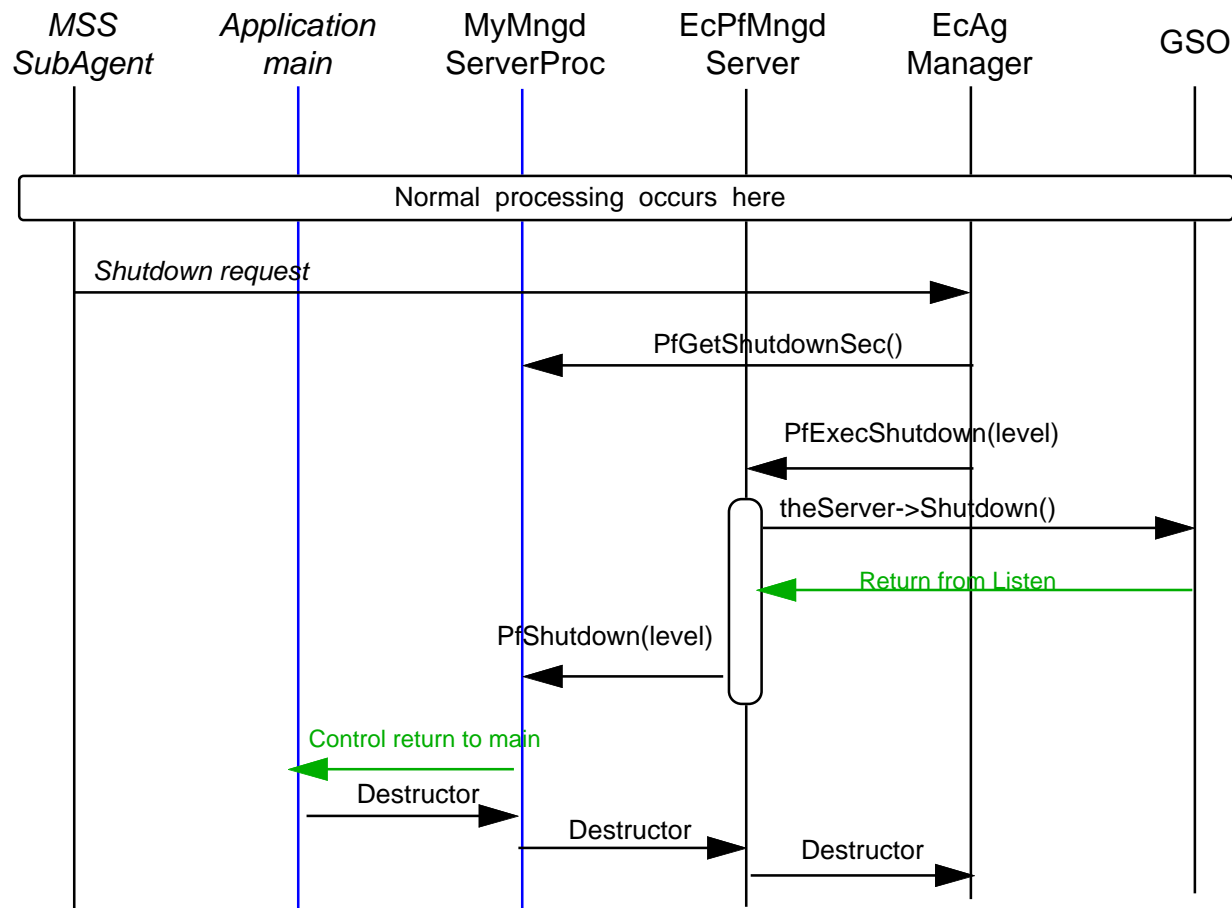 MSS
SubAgent
Application
main
MyMngd
ServerProc
EcPfMngd
Server
EcAg
Manager
GSO
Normal processing occurs here
Shutdown request
PfGetShutdownSec()
PfExecShutdown(level)
theServer->Shutdown()
Return from Listen
PfShutdown(level)
Control return to main
Destructor
Destructor
Destructor